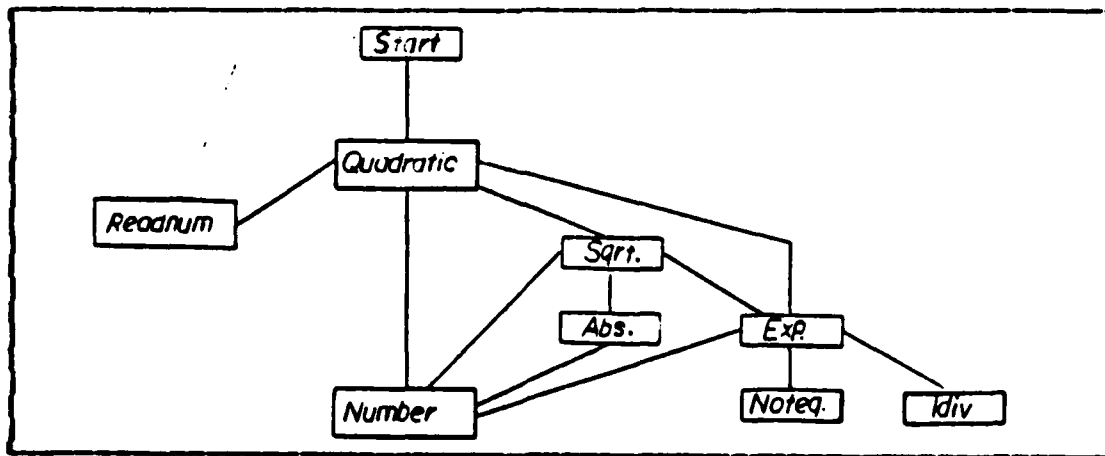 Start
Quadratic
Readnum
Sqrt.
Abs.
Exp.
Number
Noteq.
Idiv